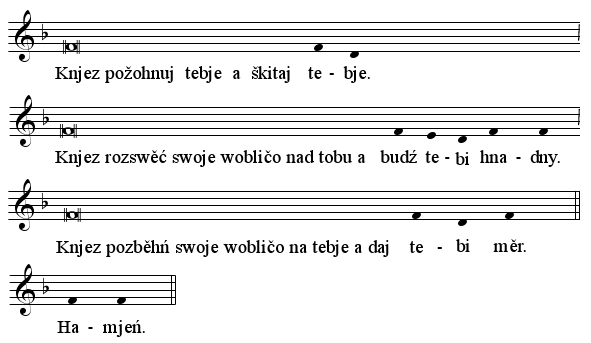 Knjez požohnuj tebje a škitaj te - bje.
Knjez rozswěć swoje wobličo nad tobu a budź te - bi hna - dny.
Knjez pozběhń swoje wobličo na tebje a daj te - bi měr.
Ha - mjeń.